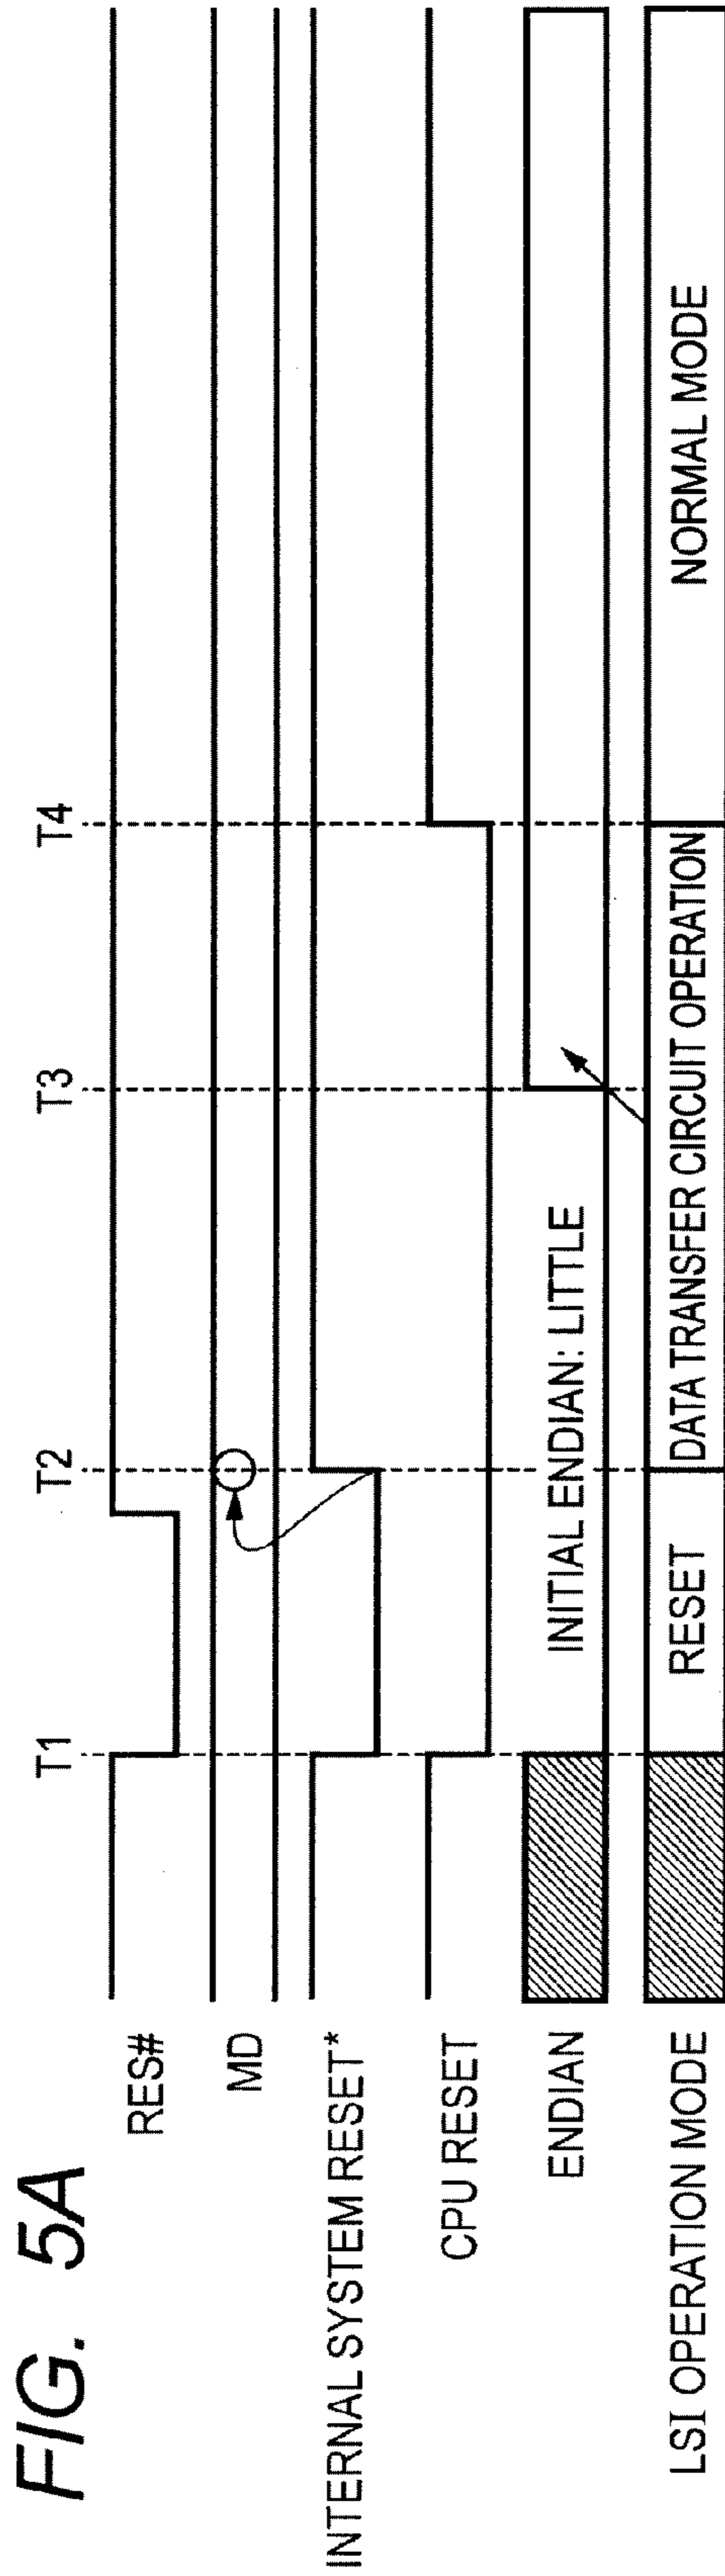 FIG. 5A
T1 T2 T3 T4
RES#
MD
INTERNAL SYSTEM RESET*
CPU RESET
ENDIAN
INITIAL ENDIAN: LITTLE
LSI OPERATION MODE
RESET
DATA TRANSFER CIRCUIT OPERATION
NORMAL MODE